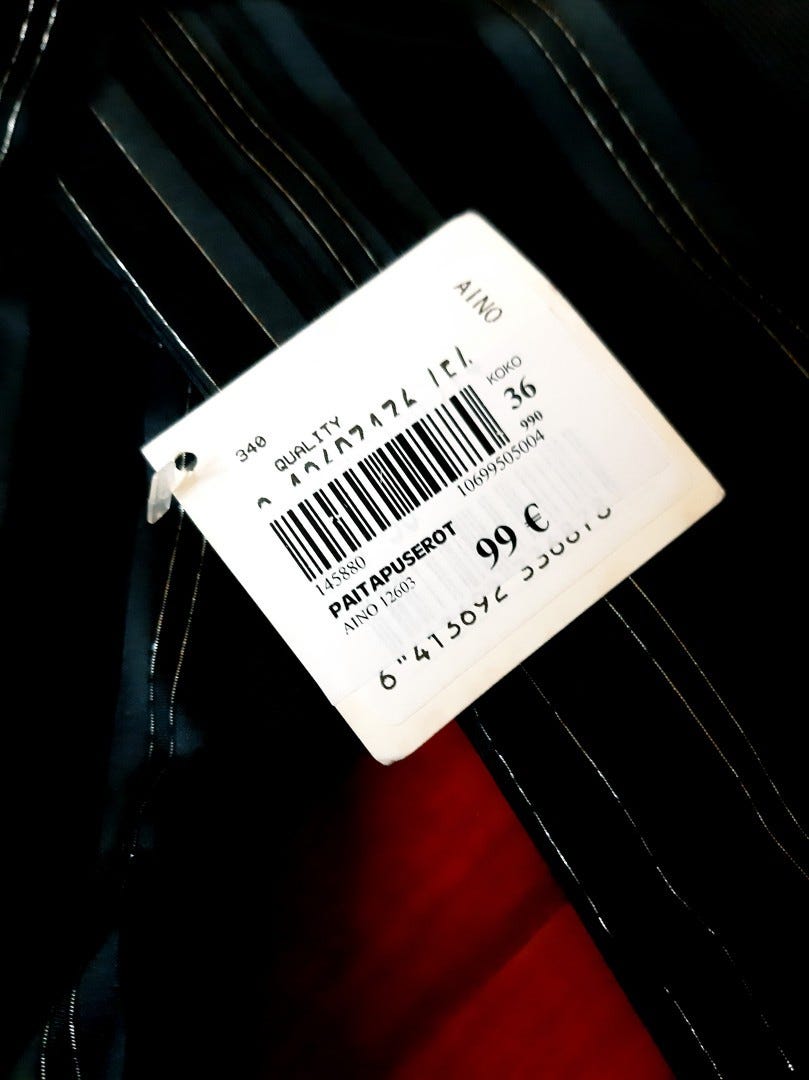 AINO
340
QUALITY
KOKO
36
990
145880
10699505004
PAITAPUSEROT
AINO 12603
99 €